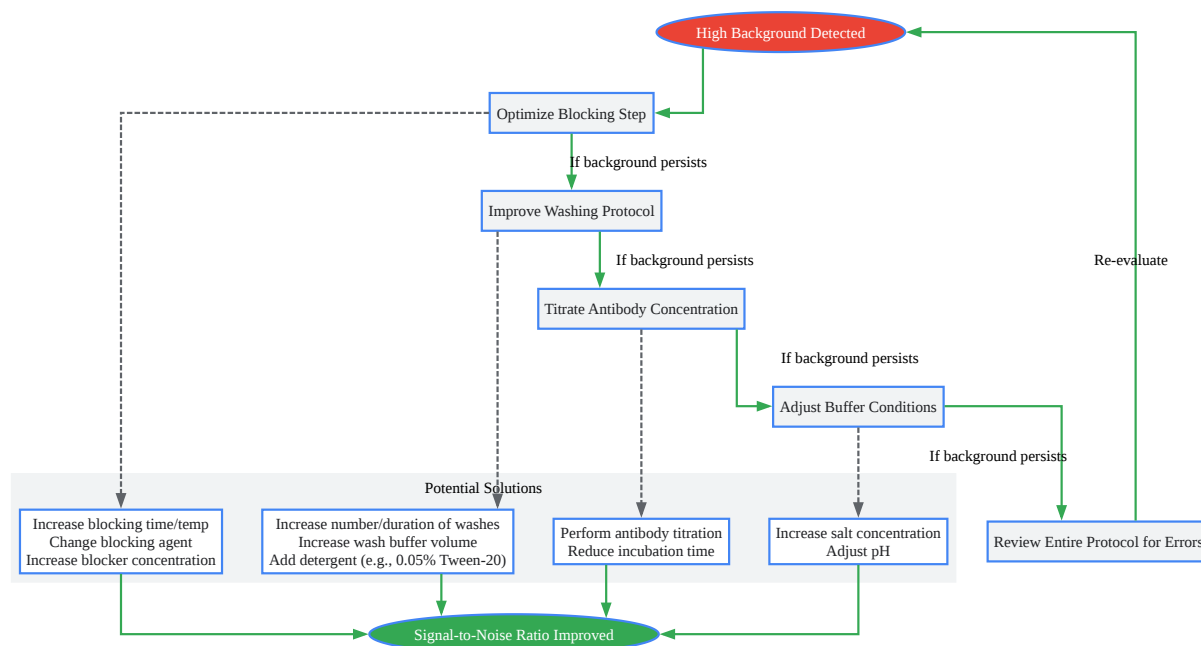 High Background Detected
Optimize Blocking Step
If background persists
Improve Washing Protocol
If background persists
Re-evaluate
Titrate Antibody Concentration
If background persists
Adjust Buffer Conditions
If background persists
Potential Solutions
Increase blocking time/temp
Change blocking agent
Increase blocker concentration
Increase number/duration of washes
Increase wash buffer volume
Add detergent (e.g., 0.05% Tween-20)
Perform antibody titration
Reduce incubation time
Increase salt concentration
Adjust pH
Review Entire Protocol for Errors
Signal-to-Noise Ratio Improved